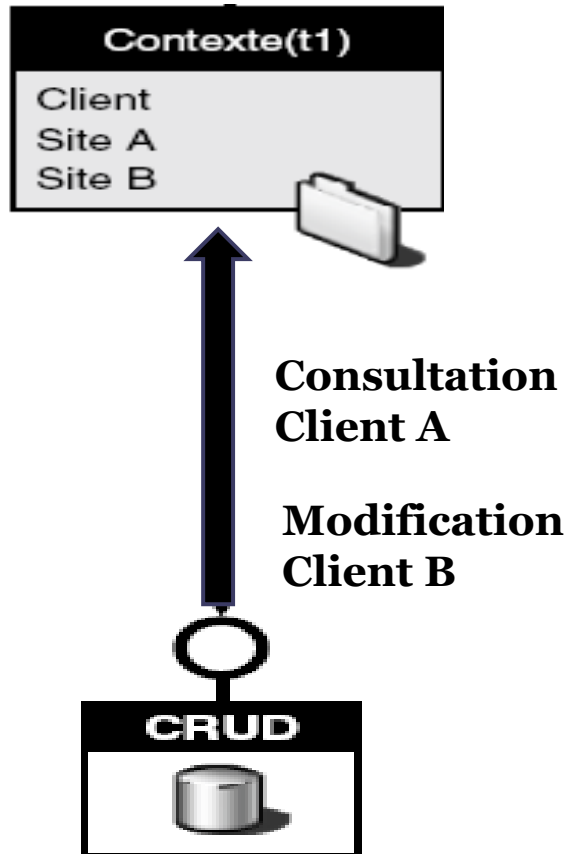 Contexte(t1)
Client
Site A
Site B
Consultation
Client A
Modification
Client B
CRUD